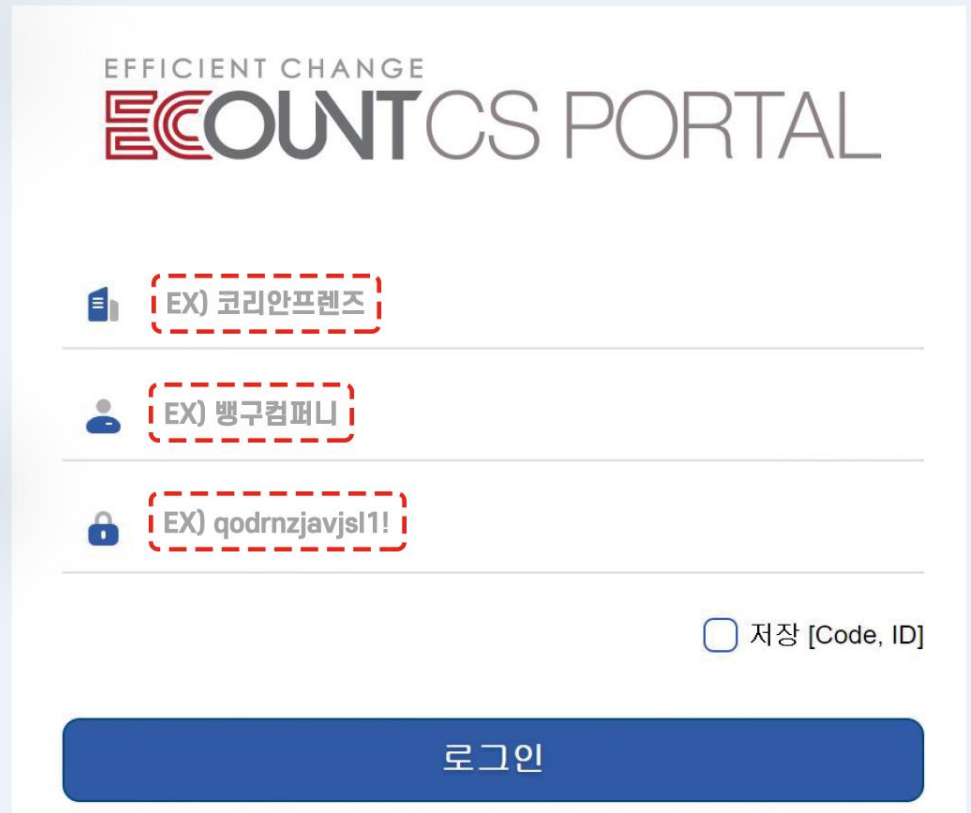 EFFICIENT CHANGE
ECOUNT CS PORTAL
EX) 코리안프렌즈
EX) 뱅구컴퍼니
EX) qodrnzjavjsl1!
저장 [Code, ID]
로그인